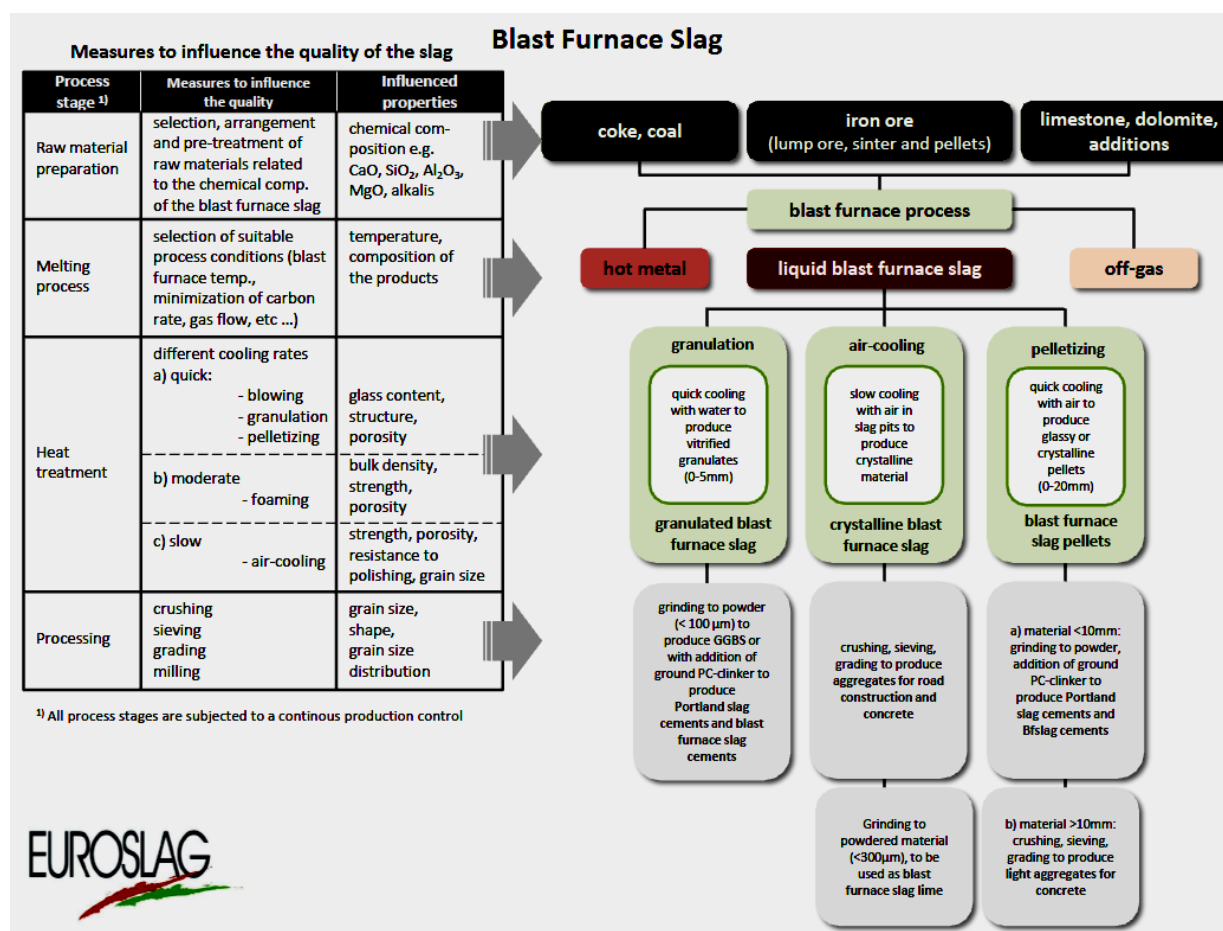 Blast Furnace Slag
Measures to influence the quality of the slag
Process
stage ¹⁾
Measures to influence
the quality
Influenced
properties
Raw material
preparation
selection, arrangement
and pre-treatment of
raw materials related
to the chemical comp.
of the blast furnace slag
chemical com-
position e.g.
CaO, SiO₂, Al₂O₃,
MgO, alkalis
Melting
process
selection of suitable
process conditions (blast
furnace temp.,
minimization of carbon
rate, gas flow, etc ...)
temperature,
composition of
the products
Heat
treatment
different cooling rates
a) quick:
- blowing
- granulation
- pelletizing
glass content,
structure,
porosity
b) moderate
- foaming
bulk density,
strength,
porosity
c) slow
- air-cooling
strength, porosity,
resistance to
polishing, grain size
Processing
crushing
sieving
grading
milling
grain size,
shape,
grain size
distribution
¹⁾ All process stages are subjected to a continous production control
EUROSLAG
coke, coal
iron ore
(lump ore, sinter and pellets)
limestone, dolomite,
additions
blast furnace process
hot metal
liquid blast furnace slag
off-gas
granulation
quick cooling
with water to
produce
vitrified
granulates
(0-5mm)
granulated blast
furnace slag
air-cooling
slow cooling
with air in
slag pits to
produce
crystalline
material
crystalline blast
furnace slag
pelletizing
quick cooling
with air to
produce
glassy or
crystalline
pellets
(0-20mm)
blast furnace
slag pellets
grinding to powder
(< 100 µm) to
produce GGBS or
with addition of
ground PC-clinker to
produce
Portland slag
cements and blast
furnace slag
cements
crushing, sieving,
grading to produce
aggregates for road
construction and
concrete
a) material <10mm:
grinding to powder,
addition of ground
PC-clinker to
produce Portland
slag cements and
Bfslag cements
Grinding to
powdered material
(<300µm), to be
used as blast
furnace slag lime
b) material >10mm:
crushing, sieving,
grading to produce
light aggregates for
concrete